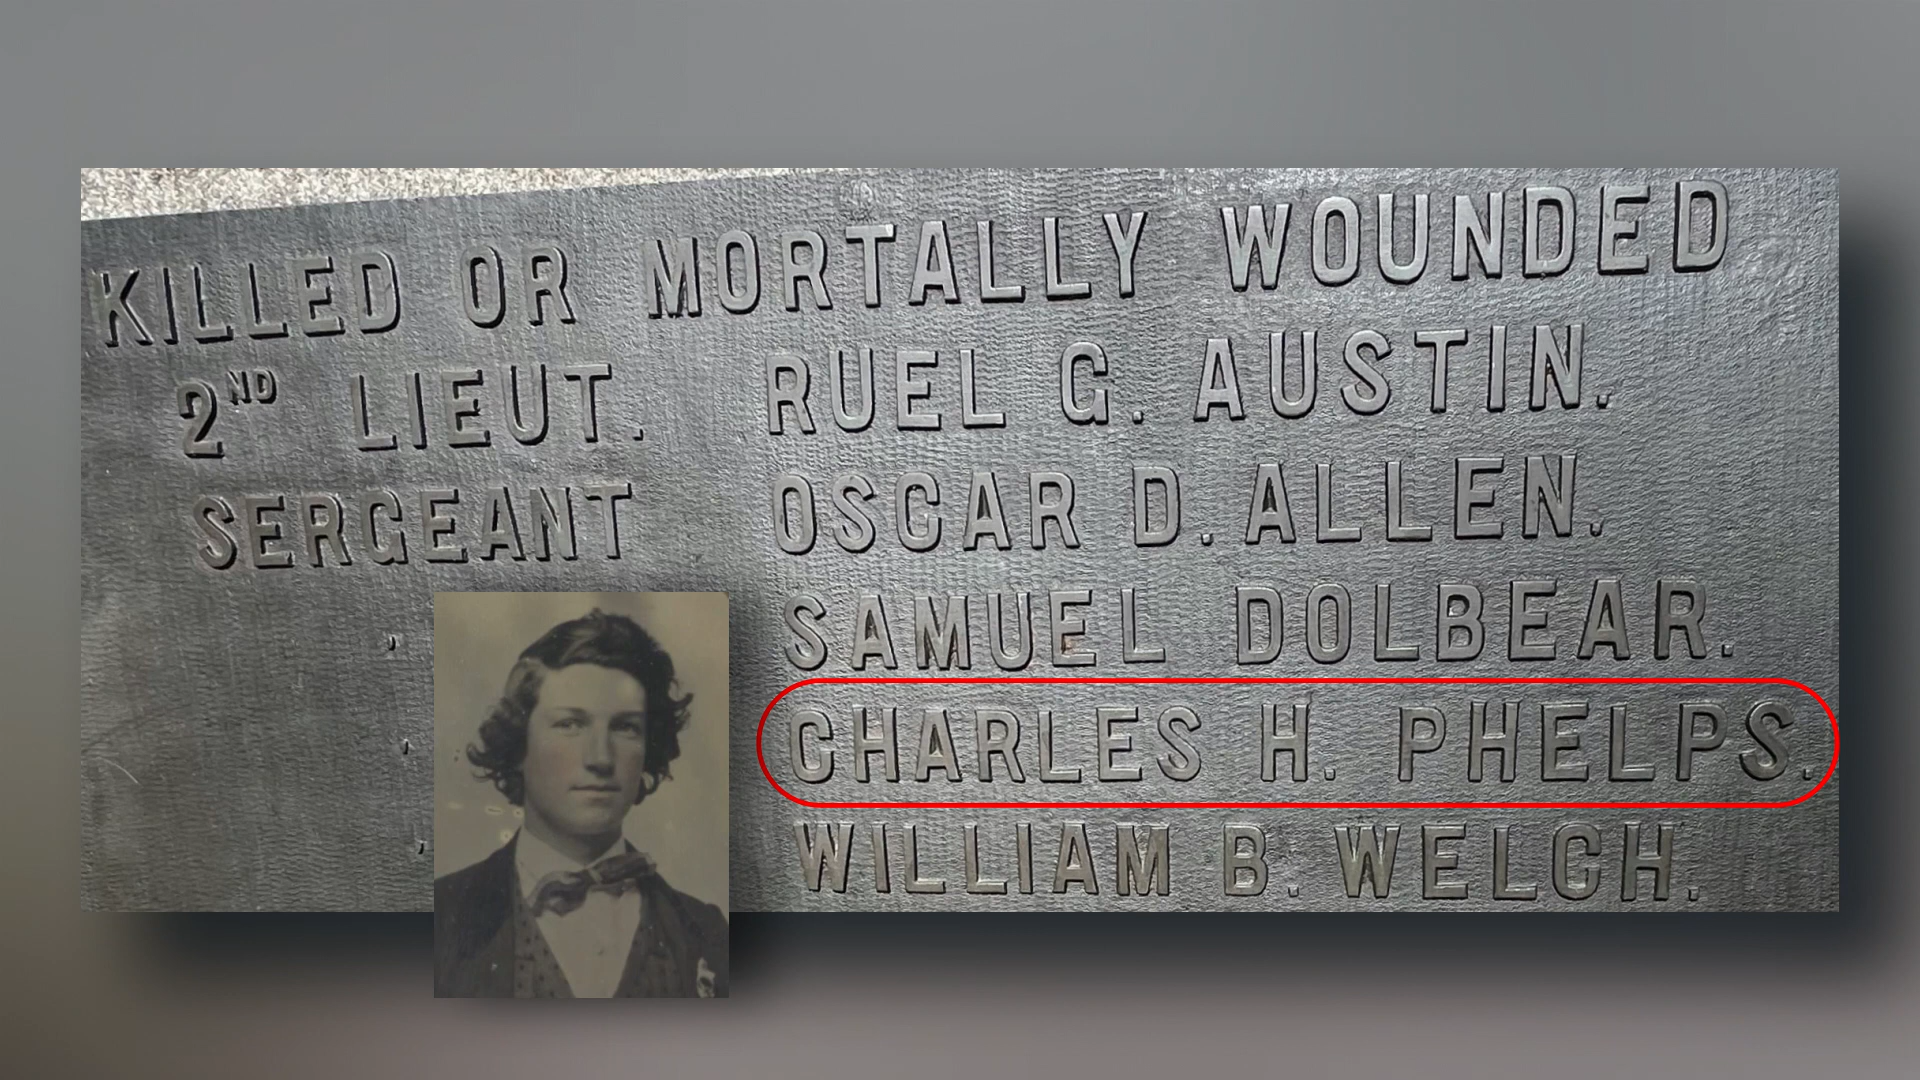 KILLED OR MORTALLY WOUNDED
2ND LIEUT. RUEL G. AUSTIN.
SERGEANT OSCAR D. ALLEN.
, SAMUEL DOLBEAR.
, CHARLES H. PHELPS.
, WILLIAM B. WELCH.